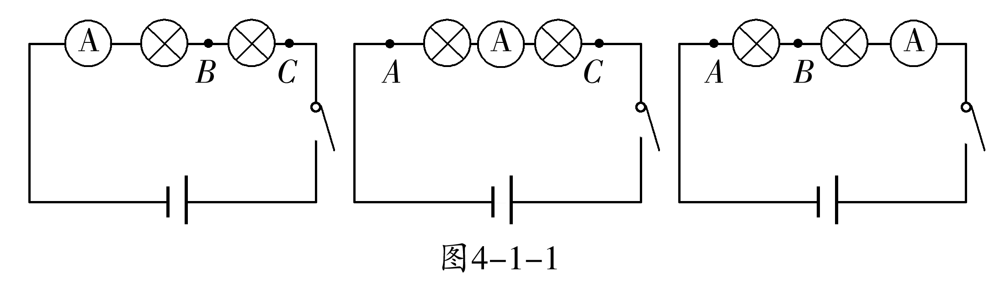 A B C
A A C
A B A
图4-1-1